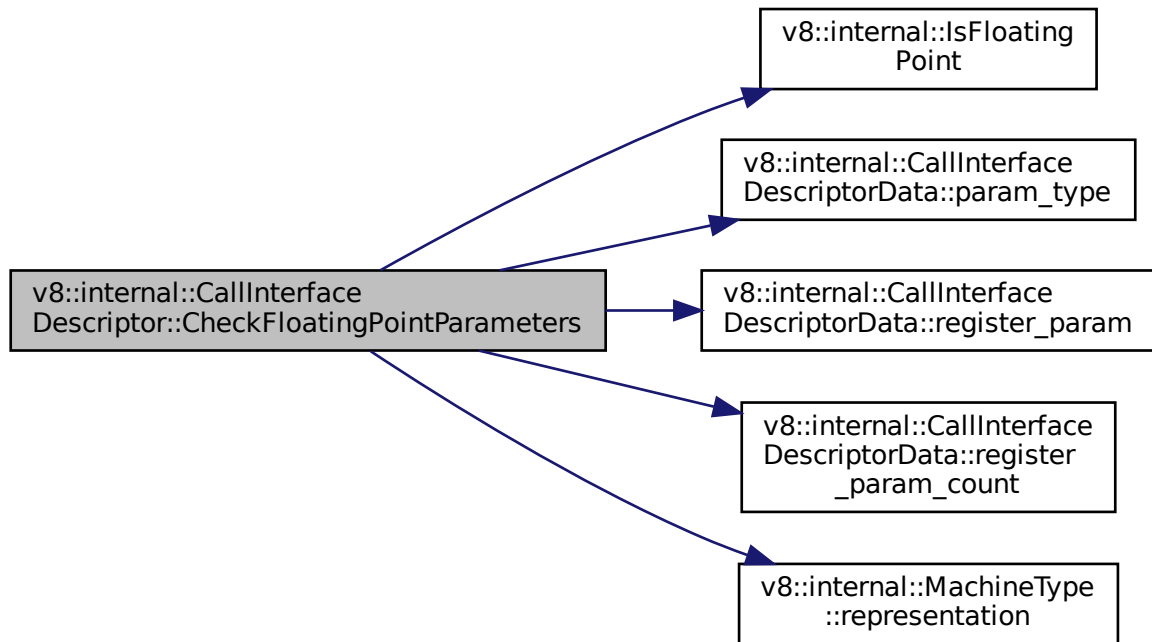 v8::internal::IsFloating
Point
v8::internal::CallInterface
DescriptorData::param_type
v8::internal::CallInterface
Descriptor::CheckFloatingPointParameters
v8::internal::CallInterface
DescriptorData::register_param
v8::internal::CallInterface
DescriptorData::register
_param_count
v8::internal::MachineType
::representation